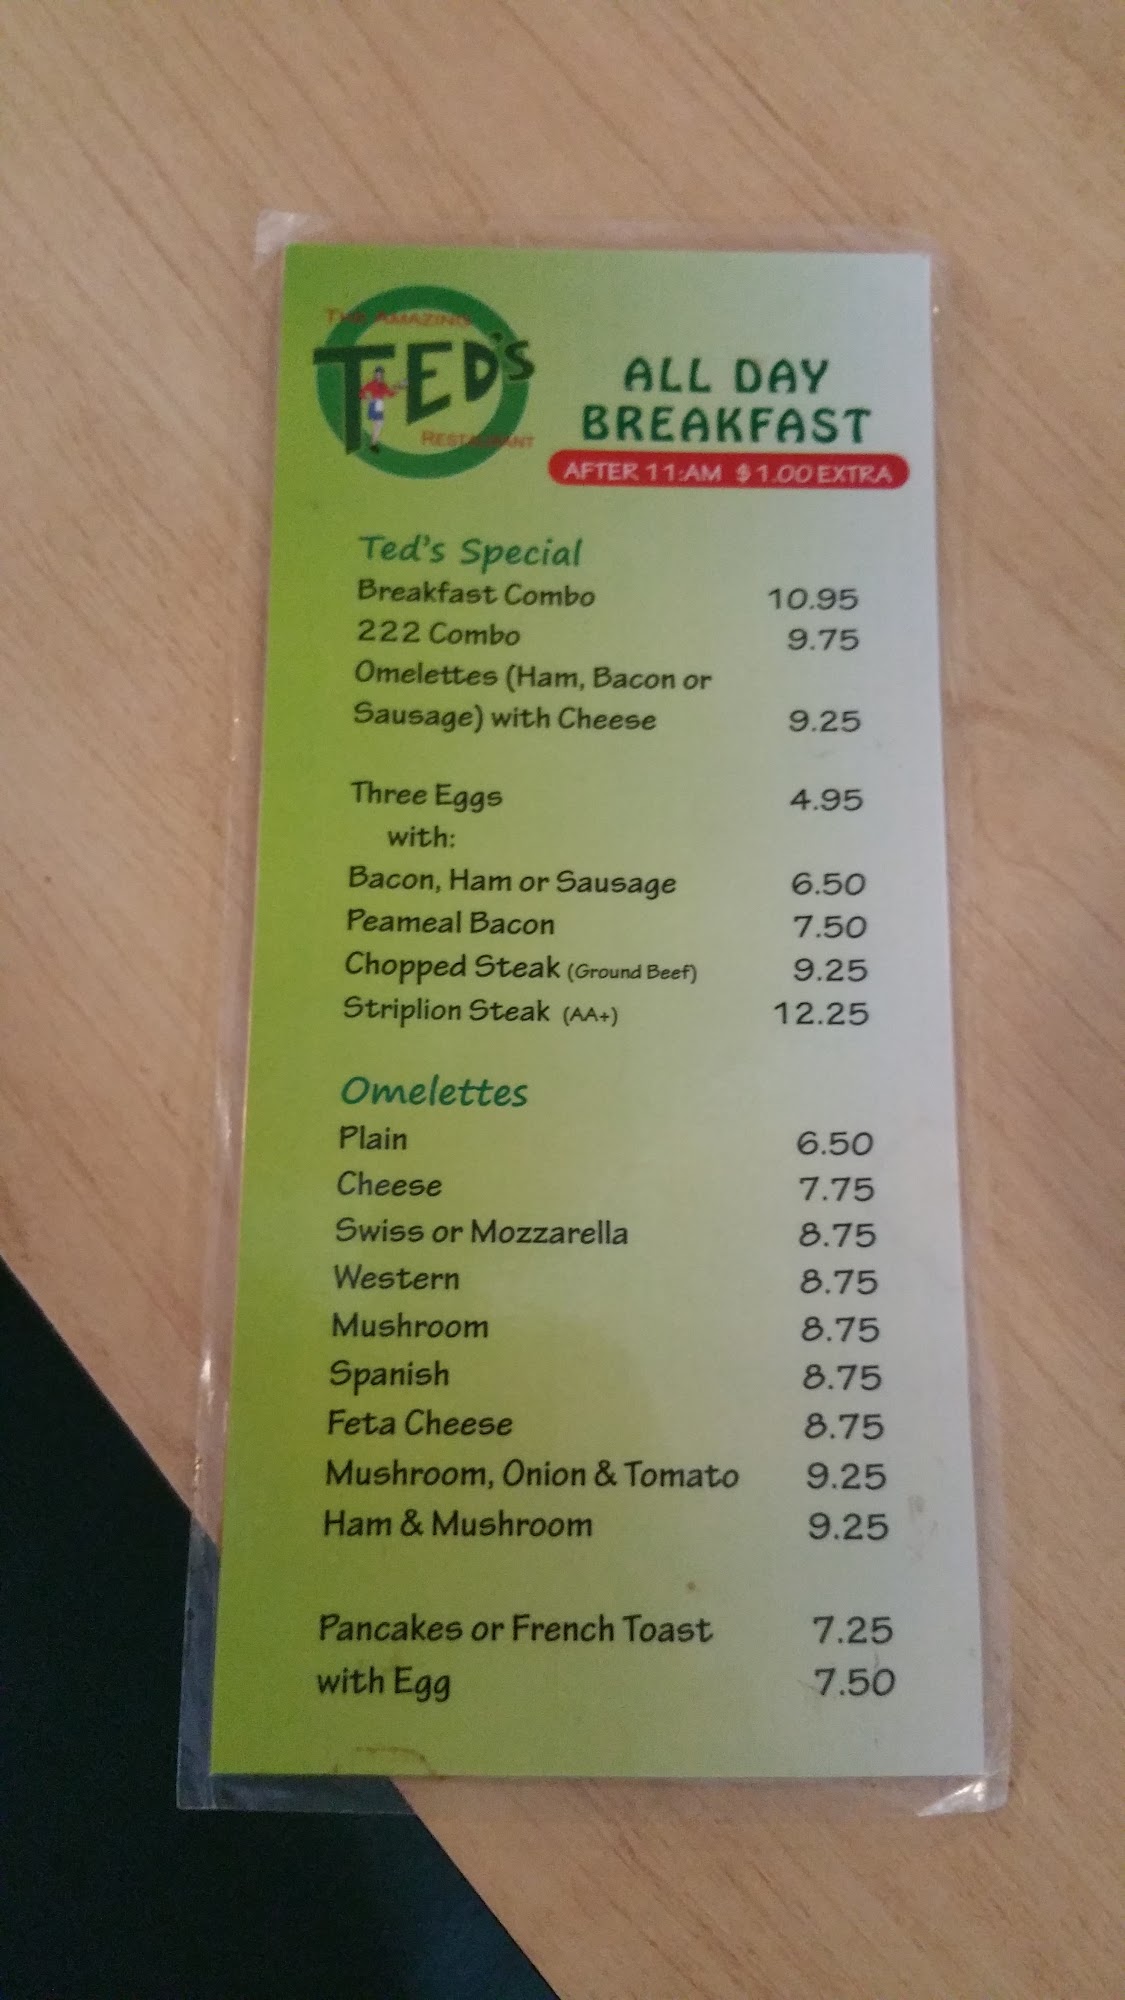 The Amazing
Ted's
Restaurant
ALL DAY
BREAKFAST
AFTER 11:AM $1.00 EXTRA
Ted's Special
Breakfast Combo 10.95
222 Combo 9.75
Omelettes (Ham, Bacon or
Sausage) with Cheese 9.25
Three Eggs 4.95
with:
Bacon, Ham or Sausage 6.50
Peameal Bacon 7.50
Chopped Steak (Ground Beef) 9.25
Striplion Steak (AA+) 12.25
Omelettes
Plain 6.50
Cheese 7.75
Swiss or Mozzarella 8.75
Western 8.75
Mushroom 8.75
Spanish 8.75
Feta Cheese 8.75
Mushroom, Onion & Tomato 9.25
Ham & Mushroom 9.25
Pancakes or French Toast 7.25
with Egg 7.50